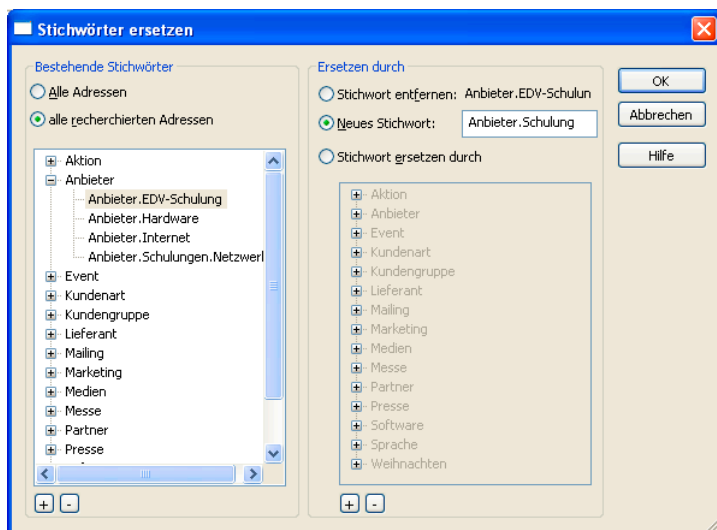 Stichwörter ersetzen
Bestehende Stichwörter
Alle Adressen
alle recherchierten Adressen
Aktion
Anbieter
Anbieter.EDV-Schulung
Anbieter.Hardware
Anbieter.Internet
Anbieter.Schulungen.Netzwerl
Event
Kundenart
Kundengruppe
Lieferant
Mailing
Marketing
Medien
Messe
Partner
Presse
+ -
Ersetzen durch
Stichwort entfernen: Anbieter.EDV-Schulun
Neues Stichwort: Anbieter.Schulung
Stichwort ersetzen durch
Aktion
Anbieter
Event
Kundenart
Kundengruppe
Lieferant
Mailing
Marketing
Medien
Messe
Partner
Presse
Software
Sprache
Weihnachten
+ -
OK
Abbrechen
Hilfe